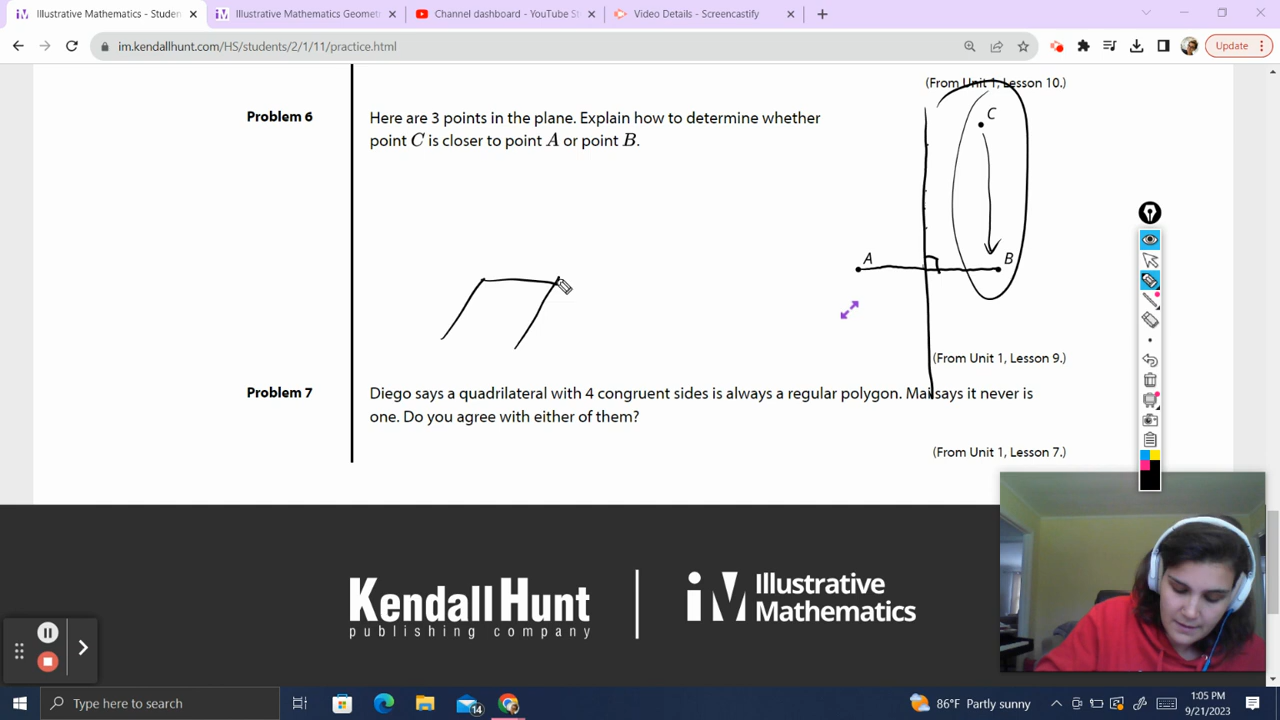 Illustrative Mathematics - Studen
Illustrative Mathematics Geomet
Channel dashboard - YouTube St
Video Details - Screencastify
im.kendallhunt.com/HS/students/2/1/11/practice.html
Update
(From Unit 1, Lesson 10.)
Problem 6
Here are 3 points in the plane. Explain how to determine whether
point C is closer to point A or point B.
C
A
B
(From Unit 1, Lesson 9.)
Problem 7
Diego says a quadrilateral with 4 congruent sides is always a regular polygon. Mai says it never is
one. Do you agree with either of them?
(From Unit 1, Lesson 7.)
KendallHunt
publishing company
Illustrative
Mathematics
Type here to search
14
86°F Partly sunny
1:05 PM
9/21/2023